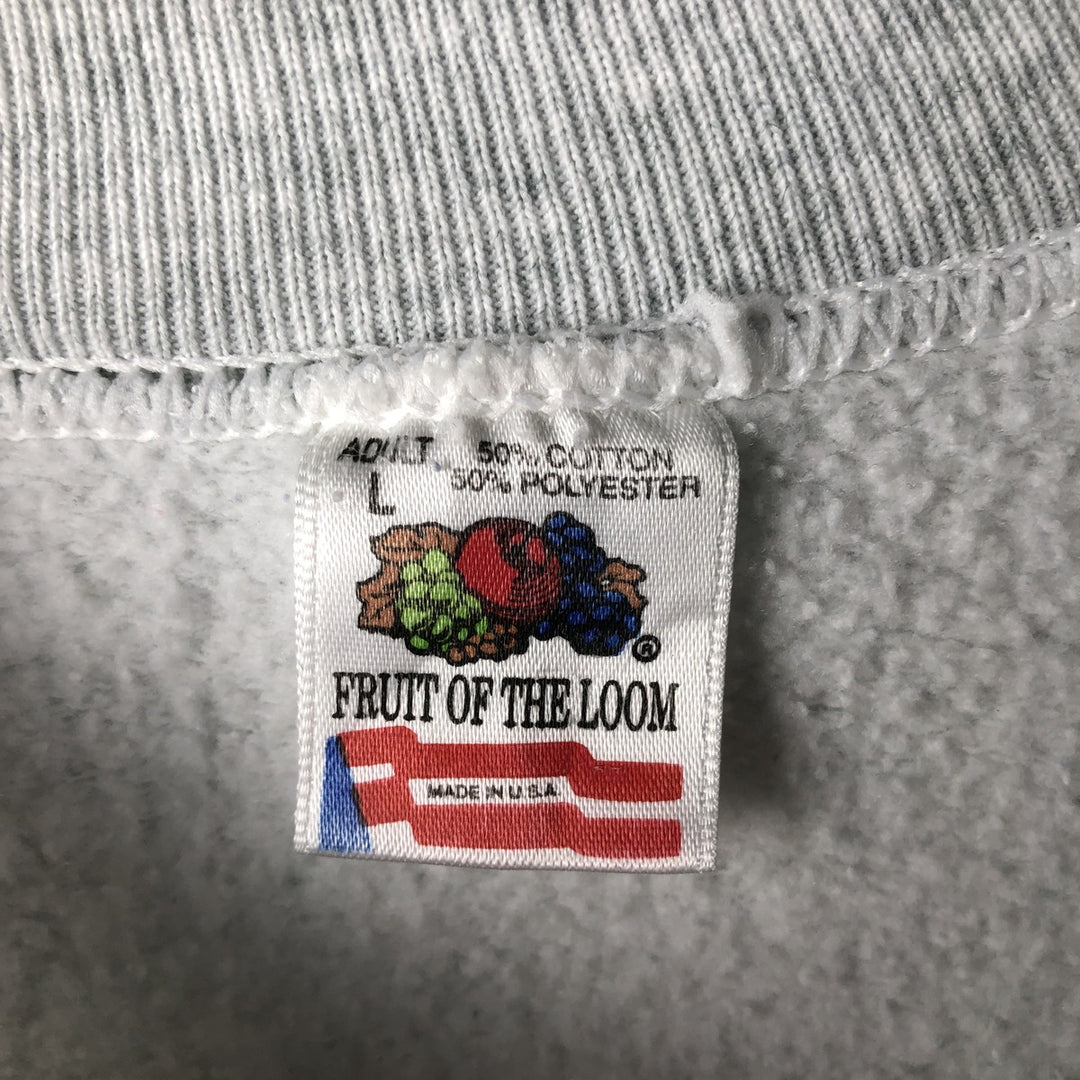 ADULT 50% COTTON
L 50% POLYESTER
®
FRUIT OF THE LOOM
MADE IN U.S.A.